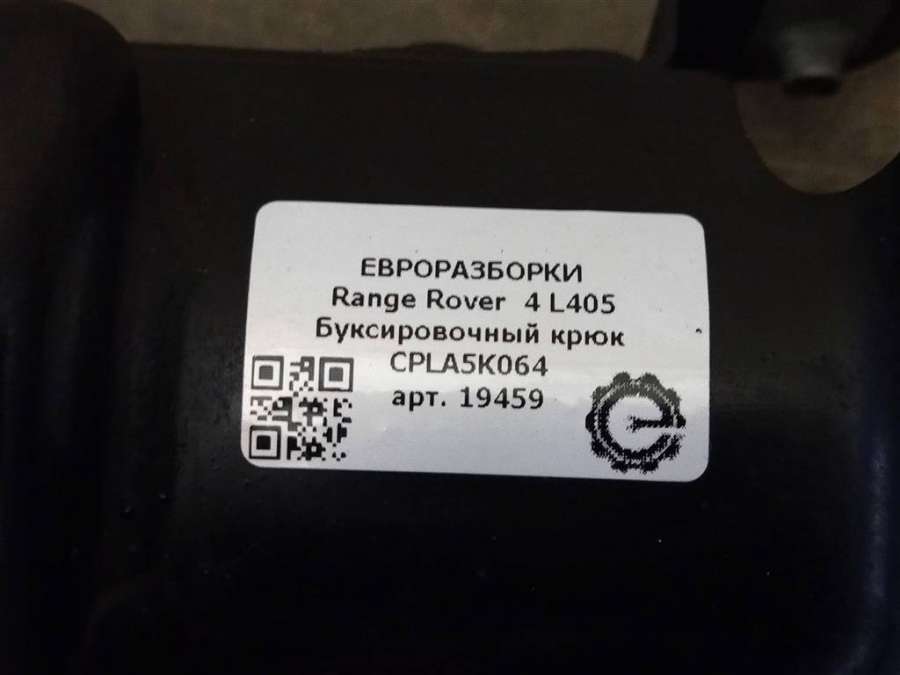 ЕВРОРАЗБОРКИ
Range Rover 4 L405
Буксировочный крюк
CPLA5K064
арт. 19459